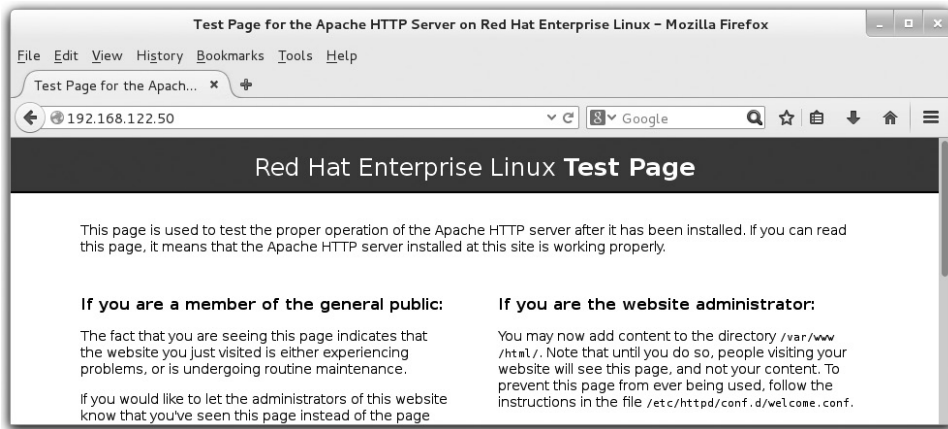 Test Page for the Apache HTTP Server on Red Hat Enterprise Linux – Mozilla Firefox
File Edit View History Bookmarks Tools Help
Test Page for the Apach...
192.168.122.50
8 Google
Red Hat Enterprise Linux Test Page
This page is used to test the proper operation of the Apache HTTP server after it has been installed. If you can read
this page, it means that the Apache HTTP server installed at this site is working properly.
If you are a member of the general public:
The fact that you are seeing this page indicates that
the website you just visited is either experiencing
problems, or is undergoing routine maintenance.
If you would like to let the administrators of this website
know that you've seen this page instead of the page
If you are the website administrator:
You may now add content to the directory /var/www
/html/. Note that until you do so, people visiting your
website will see this page, and not your content. To
prevent this page from ever being used, follow the
instructions in the file /etc/httpd/conf.d/welcome.conf.